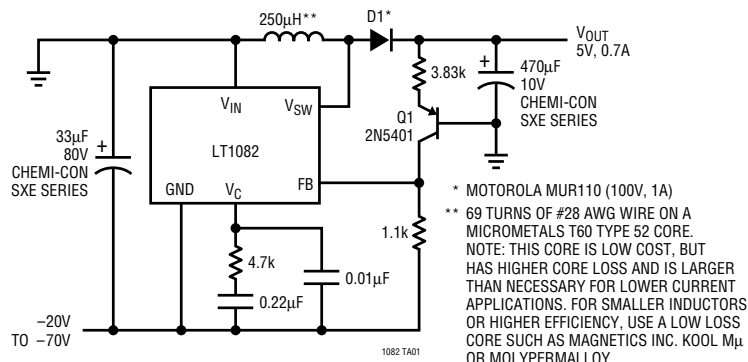 250µH**
D1*
VOUT
5V, 0.7A
3.83k
+
470µF
10V
CHEMI-CON
SXE SERIES
VIN
VSW
Q1
2N5401
33µF
80V
CHEMI-CON
SXE SERIES
+
LT1082
GND
VC
FB
* MOTOROLA MUR110 (100V, 1A)
** 69 TURNS OF #28 AWG WIRE ON A
MICROMETALS T60 TYPE 52 CORE.
NOTE: THIS CORE IS LOW COST, BUT
HAS HIGHER CORE LOSS AND IS LARGER
THAN NECESSARY FOR LOWER CURRENT
APPLICATIONS. FOR SMALLER INDUCTORS
OR HIGHER EFFICIENCY, USE A LOW LOSS
CORE SUCH AS MAGNETICS INC. KOOL Mµ
OR MOLYPERMALLOY
1.1k
4.7k
0.01µF
0.22µF
–20V
TO –70V
1082 TA01